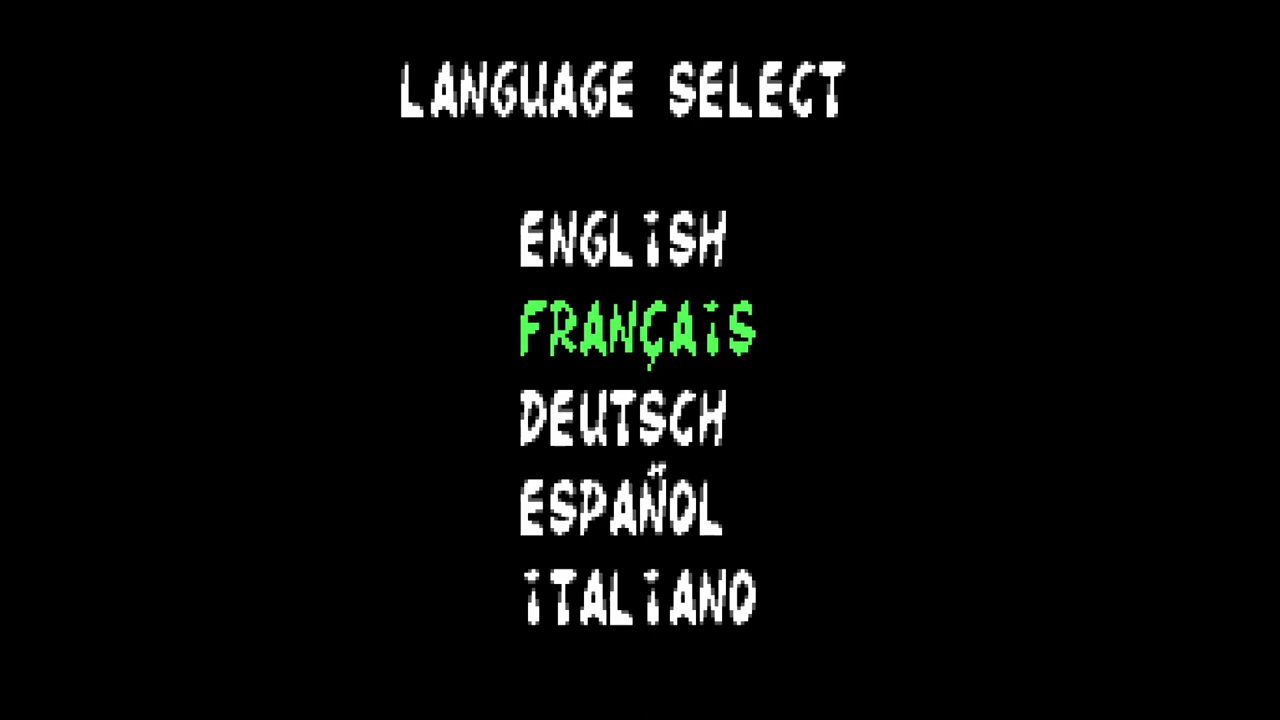 LANGUAGE SELECT
ENGLISH
FRANÇAIS
DEUTSCH
ESPAÑOL
ITALIANO